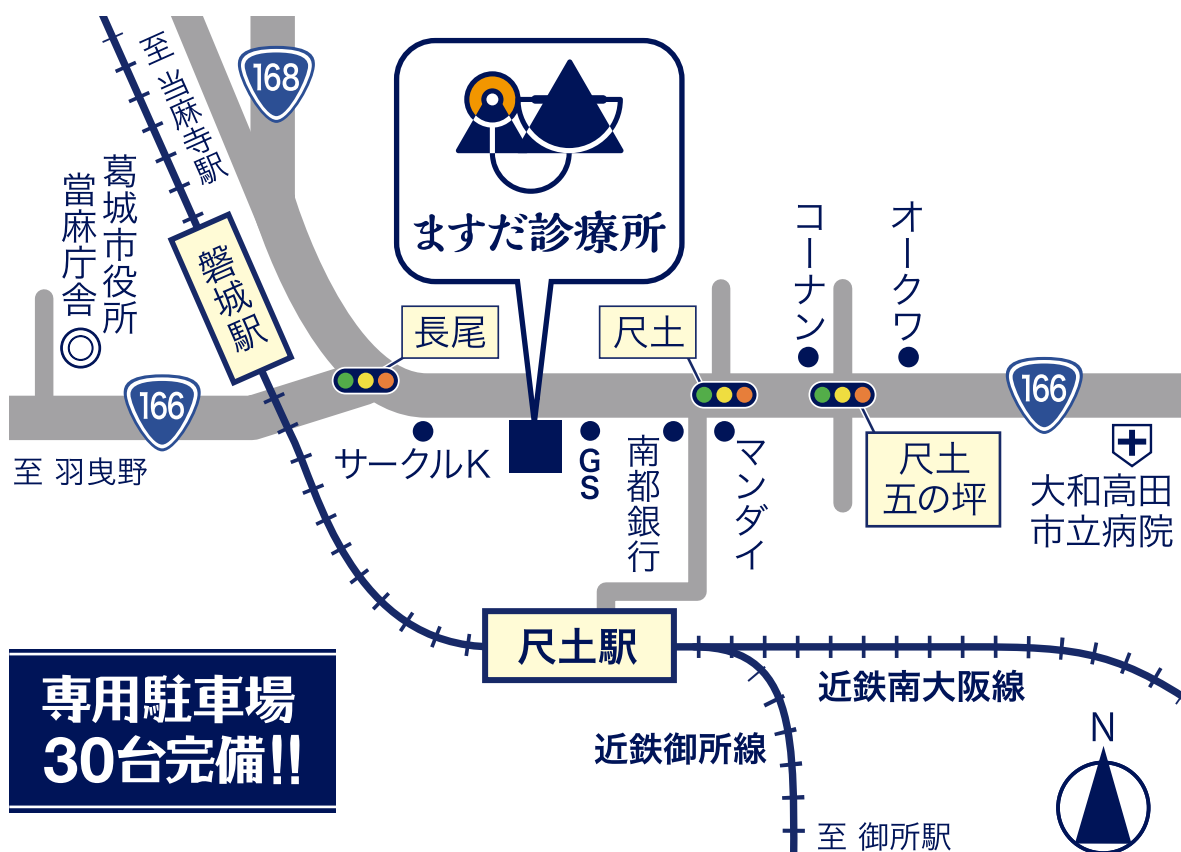 至 当麻寺駅
168
葛城市役所
當麻庁舎
磐城駅
ますだ診療所
コーナン
オークワ
長尾
尺土
166
166
至 羽曳野
サークルK
GS
南都銀行
マンダイ
尺土
五の坪
大和高田
市立病院
尺土駅
近鉄南大阪線
近鉄御所線
至 御所駅
N
専用駐車場
30台完備!!